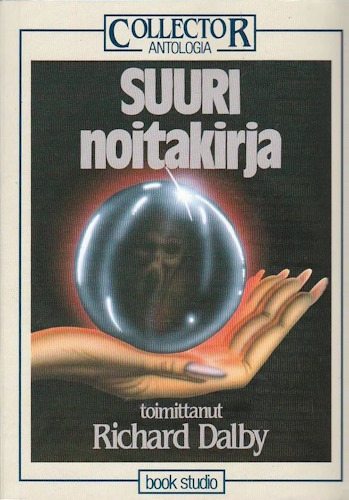 COLLECTOR
ANTOLOGIA
SUURI
noitakirja
toimittanut
Richard Dalby
book studio